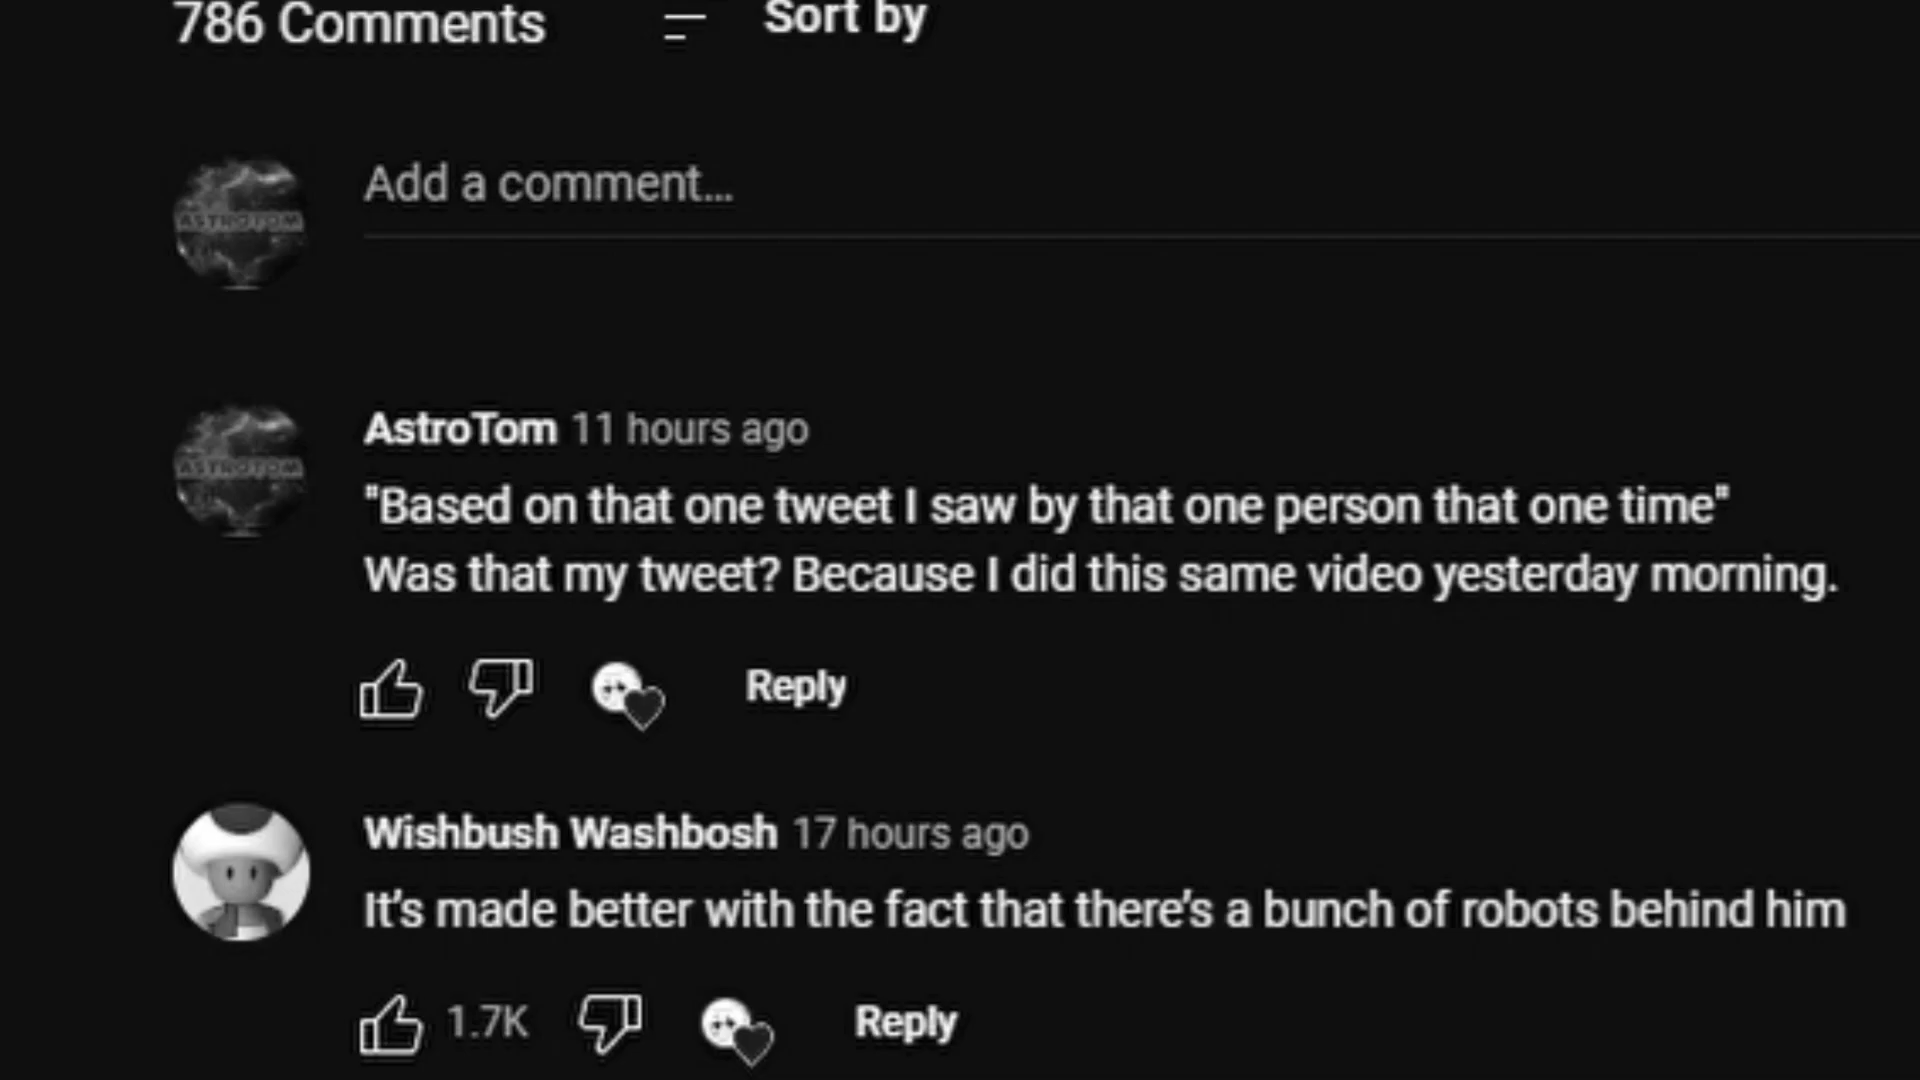 786 Comments
Sort by
ASTROTOM
Add a comment...
ASTROTOM
AstroTom 11 hours ago
"Based on that one tweet I saw by that one person that one time"
Was that my tweet? Because I did this same video yesterday morning.
Reply
Wishbush Washbosh 17 hours ago
It's made better with the fact that there's a bunch of robots behind him
1.7K
Reply